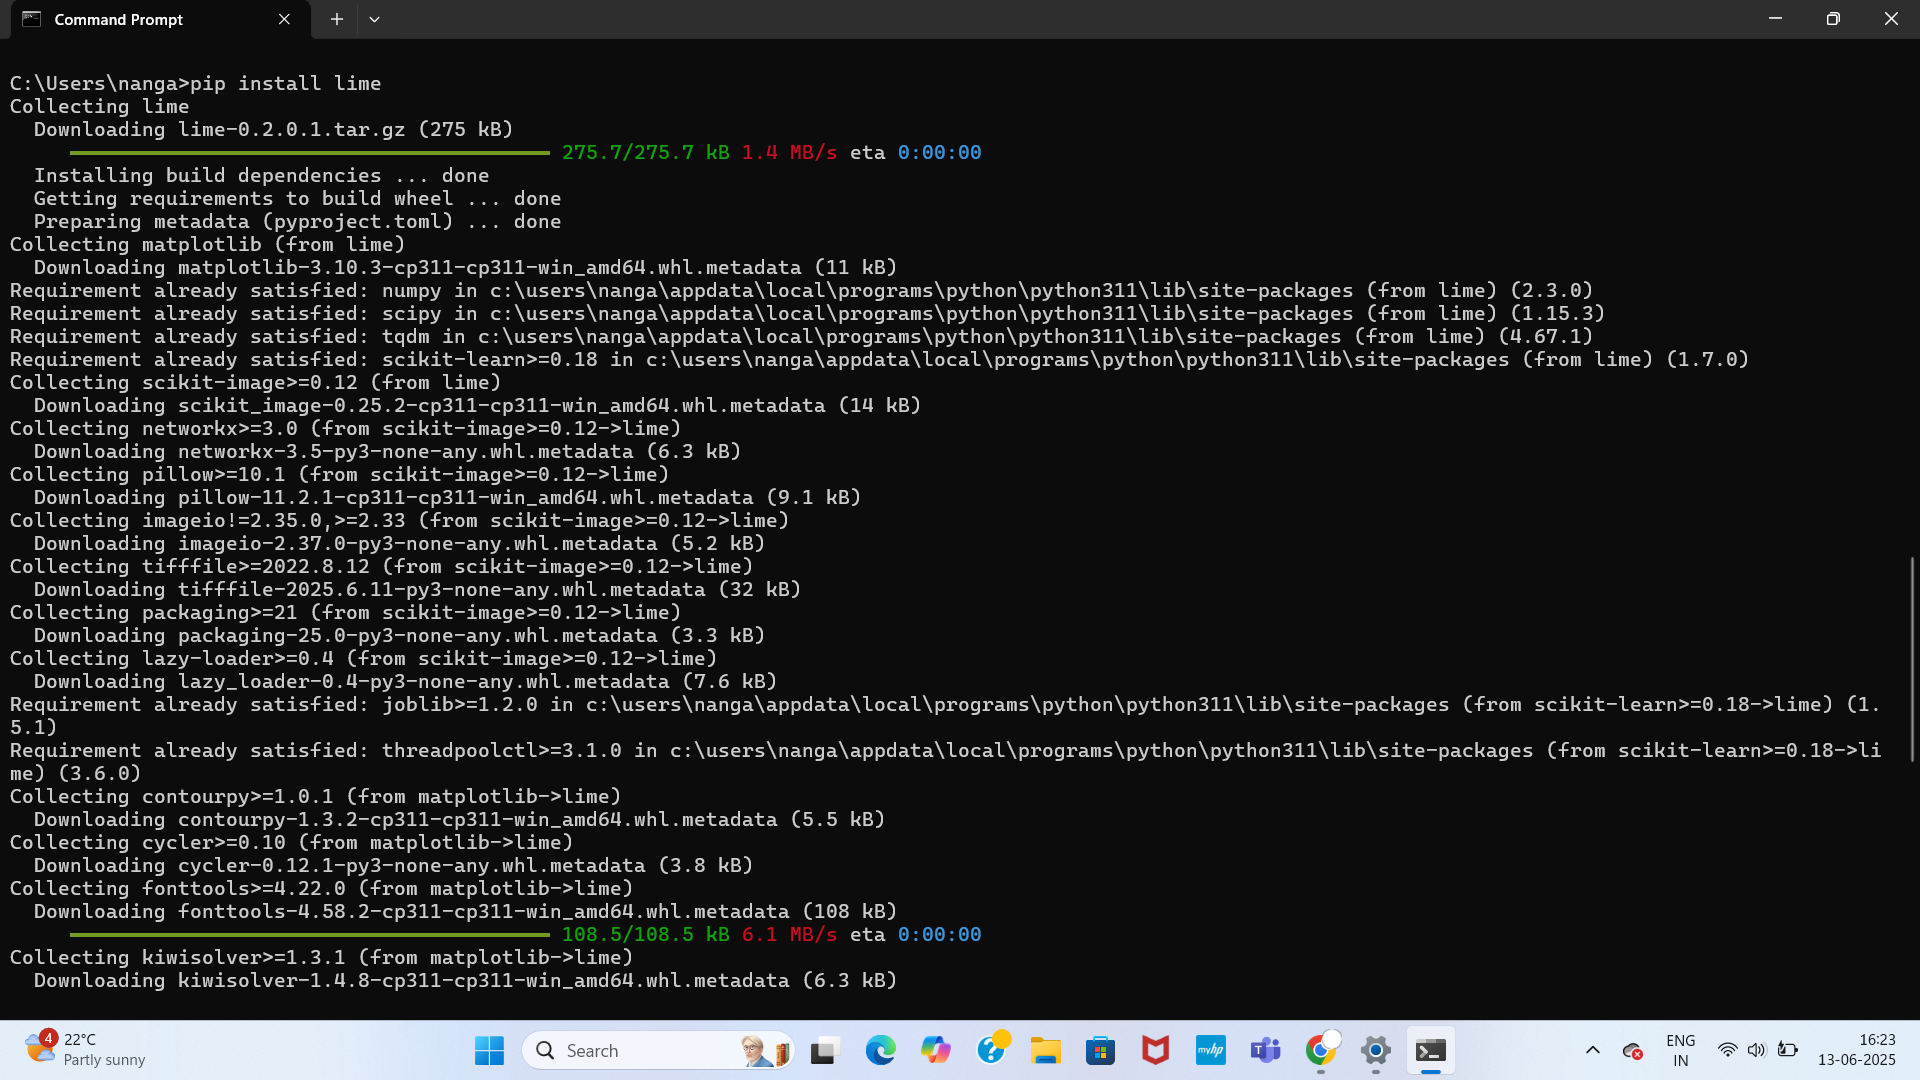 Command Prompt
C:\Users\nanga>pip install lime
Collecting lime
  Downloading lime-0.2.0.1.tar.gz (275 kB)
275.7/275.7 kB 1.4 MB/s eta 0:00:00
  Installing build dependencies ... done
  Getting requirements to build wheel ... done
  Preparing metadata (pyproject.toml) ... done
Collecting matplotlib (from lime)
  Downloading matplotlib-3.10.3-cp311-cp311-win_amd64.whl.metadata (11 kB)
Requirement already satisfied: numpy in c:\users\nanga\appdata\local\programs\python\python311\lib\site-packages (from lime) (2.3.0)
Requirement already satisfied: scipy in c:\users\nanga\appdata\local\programs\python\python311\lib\site-packages (from lime) (1.15.3)
Requirement already satisfied: tqdm in c:\users\nanga\appdata\local\programs\python\python311\lib\site-packages (from lime) (4.67.1)
Requirement already satisfied: scikit-learn>=0.18 in c:\users\nanga\appdata\local\programs\python\python311\lib\site-packages (from lime) (1.7.0)
Collecting scikit-image>=0.12 (from lime)
  Downloading scikit_image-0.25.2-cp311-cp311-win_amd64.whl.metadata (14 kB)
Collecting networkx>=3.0 (from scikit-image>=0.12->lime)
  Downloading networkx-3.5-py3-none-any.whl.metadata (6.3 kB)
Collecting pillow>=10.1 (from scikit-image>=0.12->lime)
  Downloading pillow-11.2.1-cp311-cp311-win_amd64.whl.metadata (9.1 kB)
Collecting imageio!=2.35.0,>=2.33 (from scikit-image>=0.12->lime)
  Downloading imageio-2.37.0-py3-none-any.whl.metadata (5.2 kB)
Collecting tifffile>=2022.8.12 (from scikit-image>=0.12->lime)
  Downloading tifffile-2025.6.11-py3-none-any.whl.metadata (32 kB)
Collecting packaging>=21 (from scikit-image>=0.12->lime)
  Downloading packaging-25.0-py3-none-any.whl.metadata (3.3 kB)
Collecting lazy-loader>=0.4 (from scikit-image>=0.12->lime)
  Downloading lazy_loader-0.4-py3-none-any.whl.metadata (7.6 kB)
Requirement already satisfied: joblib>=1.2.0 in c:\users\nanga\appdata\local\programs\python\python311\lib\site-packages (from scikit-learn>=0.18->lime) (1.
5.1)
Requirement already satisfied: threadpoolctl>=3.1.0 in c:\users\nanga\appdata\local\programs\python\python311\lib\site-packages (from scikit-learn>=0.18->li
me) (3.6.0)
Collecting contourpy>=1.0.1 (from matplotlib->lime)
  Downloading contourpy-1.3.2-cp311-cp311-win_amd64.whl.metadata (5.5 kB)
Collecting cycler>=0.10 (from matplotlib->lime)
  Downloading cycler-0.12.1-py3-none-any.whl.metadata (3.8 kB)
Collecting fonttools>=4.22.0 (from matplotlib->lime)
  Downloading fonttools-4.58.2-cp311-cp311-win_amd64.whl.metadata (108 kB)
108.5/108.5 kB 6.1 MB/s eta 0:00:00
Collecting kiwisolver>=1.3.1 (from matplotlib->lime)
  Downloading kiwisolver-1.4.8-cp311-cp311-win_amd64.whl.metadata (6.3 kB)
4
22°C
Partly sunny
Search
myhp
T
ENG
IN
16:23
13-06-2025